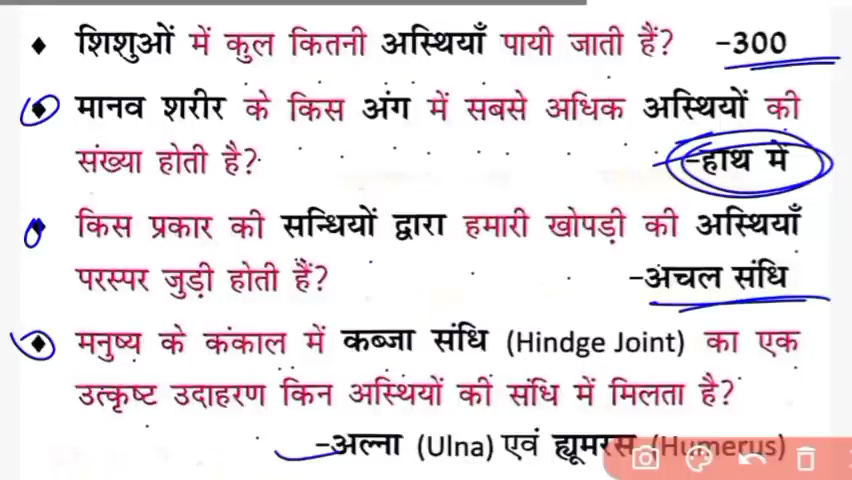 ♦ शिशुओं में कुल कितनी अस्थियाँ पायी जाती हैं? -300
♦ मानव शरीर के किस अंग में सबसे अधिक अस्थियों की
संख्या होती है? -हाथ में
♦ किस प्रकार की सन्धियों द्वारा हमारी खोपड़ी की अस्थियाँ
परस्पर जुड़ी होती हैं? -अचल संधि
♦ मनुष्य के कंकाल में कब्जा संधि (Hindge Joint) का एक
उत्कृष्ट उदाहरण किन अस्थियों की संधि में मिलता है?
-अल्ना (Ulna) एवं ह्यूमरस (Humerus)